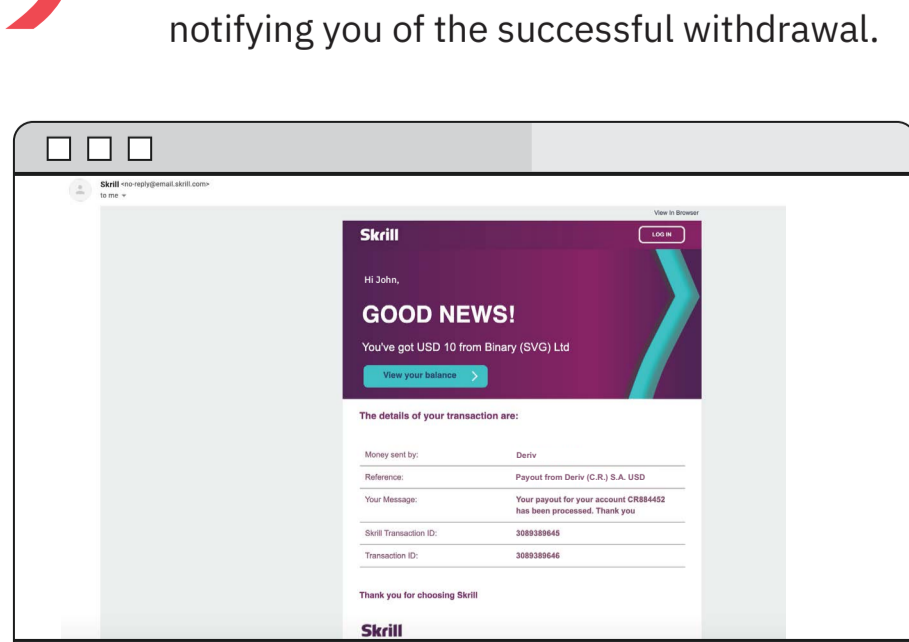 notifying you of the successful withdrawal.
Skrill <no-reply@email.skrill.com>
to me
View In Browser
Skrill
LOG IN
Hi John,
GOOD NEWS!
You've got USD 10 from Binary (SVG) Ltd
View your balance
The details of your transaction are:
Money sent by: Deriv
Reference: Payout from Deriv (C.R.) S.A. USD
Your Message: Your payout for your account CR884452
has been processed. Thank you
Skrill Transaction ID: 3089389645
Transaction ID: 3089389646
Thank you for choosing Skrill
Skrill